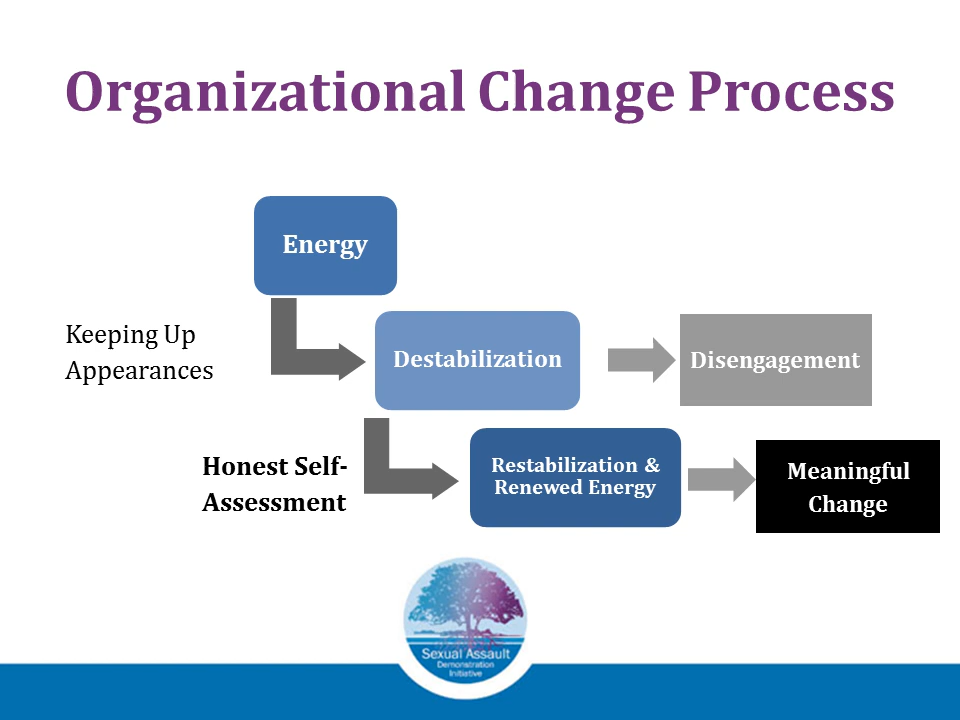 Organizational Change Process
Energy
Keeping Up
Appearances
Destabilization
Disengagement
Honest Self-
Assessment
Restabilization &
Renewed Energy
Meaningful
Change
Sexual Assault
Demonstration
Initiative